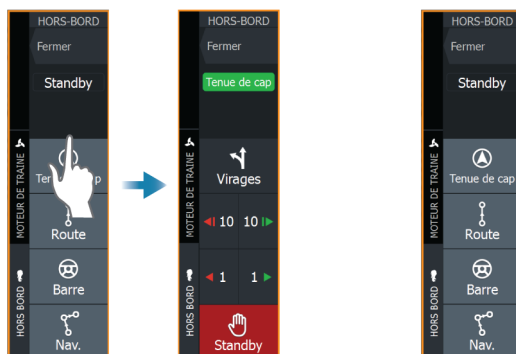 HORS-BORD
Fermer
Standby
Route
Barre
Nav.
MOTEUR DE TRAINE
HORS BORD
HORS-BORD
Fermer
Tenue de cap
Virages
10 10
1 1
Standby
MOTEUR DE TRAINE
HORS BORD
HORS-BORD
Fermer
Standby
Tenue de cap
Route
Barre
Nav.
MOTEUR DE TRAINE
HORS BORD